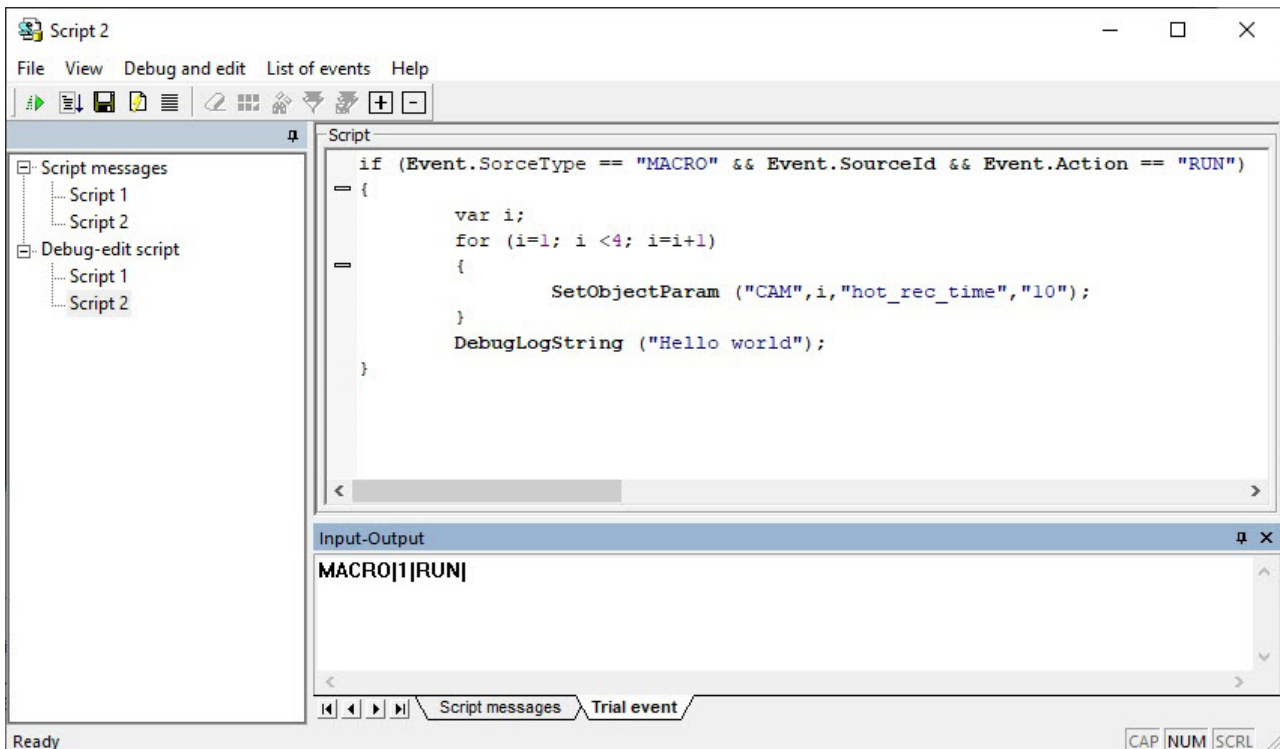 Script 2
File View Debug and edit List of events Help
Script messages
Script 1
Script 2
Debug-edit script
Script 1
Script 2
Script
if (Event.SorceType == "MACRO" && Event.SourceId && Event.Action == "RUN")
{
var i;
for (i=1; i <4; i=i+1)
{
SetObjectParam ("CAM",i,"hot_rec_time","10");
}
DebugLogString ("Hello world");
}
Input-Output
MACRO|1|RUN|
Script messages Trial event
Ready CAP NUM SCRL